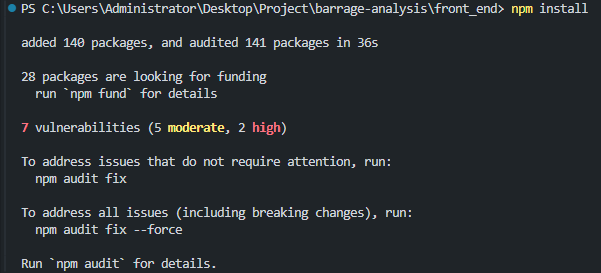 PS C:\Users\Administrator\Desktop\Project\barrage-analysis\front_end> npm install
added 140 packages, and audited 141 packages in 36s
28 packages are looking for funding
run `npm fund` for details
7 vulnerabilities (5 moderate, 2 high)
To address issues that do not require attention, run:
npm audit fix
To address all issues (including breaking changes), run:
npm audit fix --force
Run `npm audit` for details.